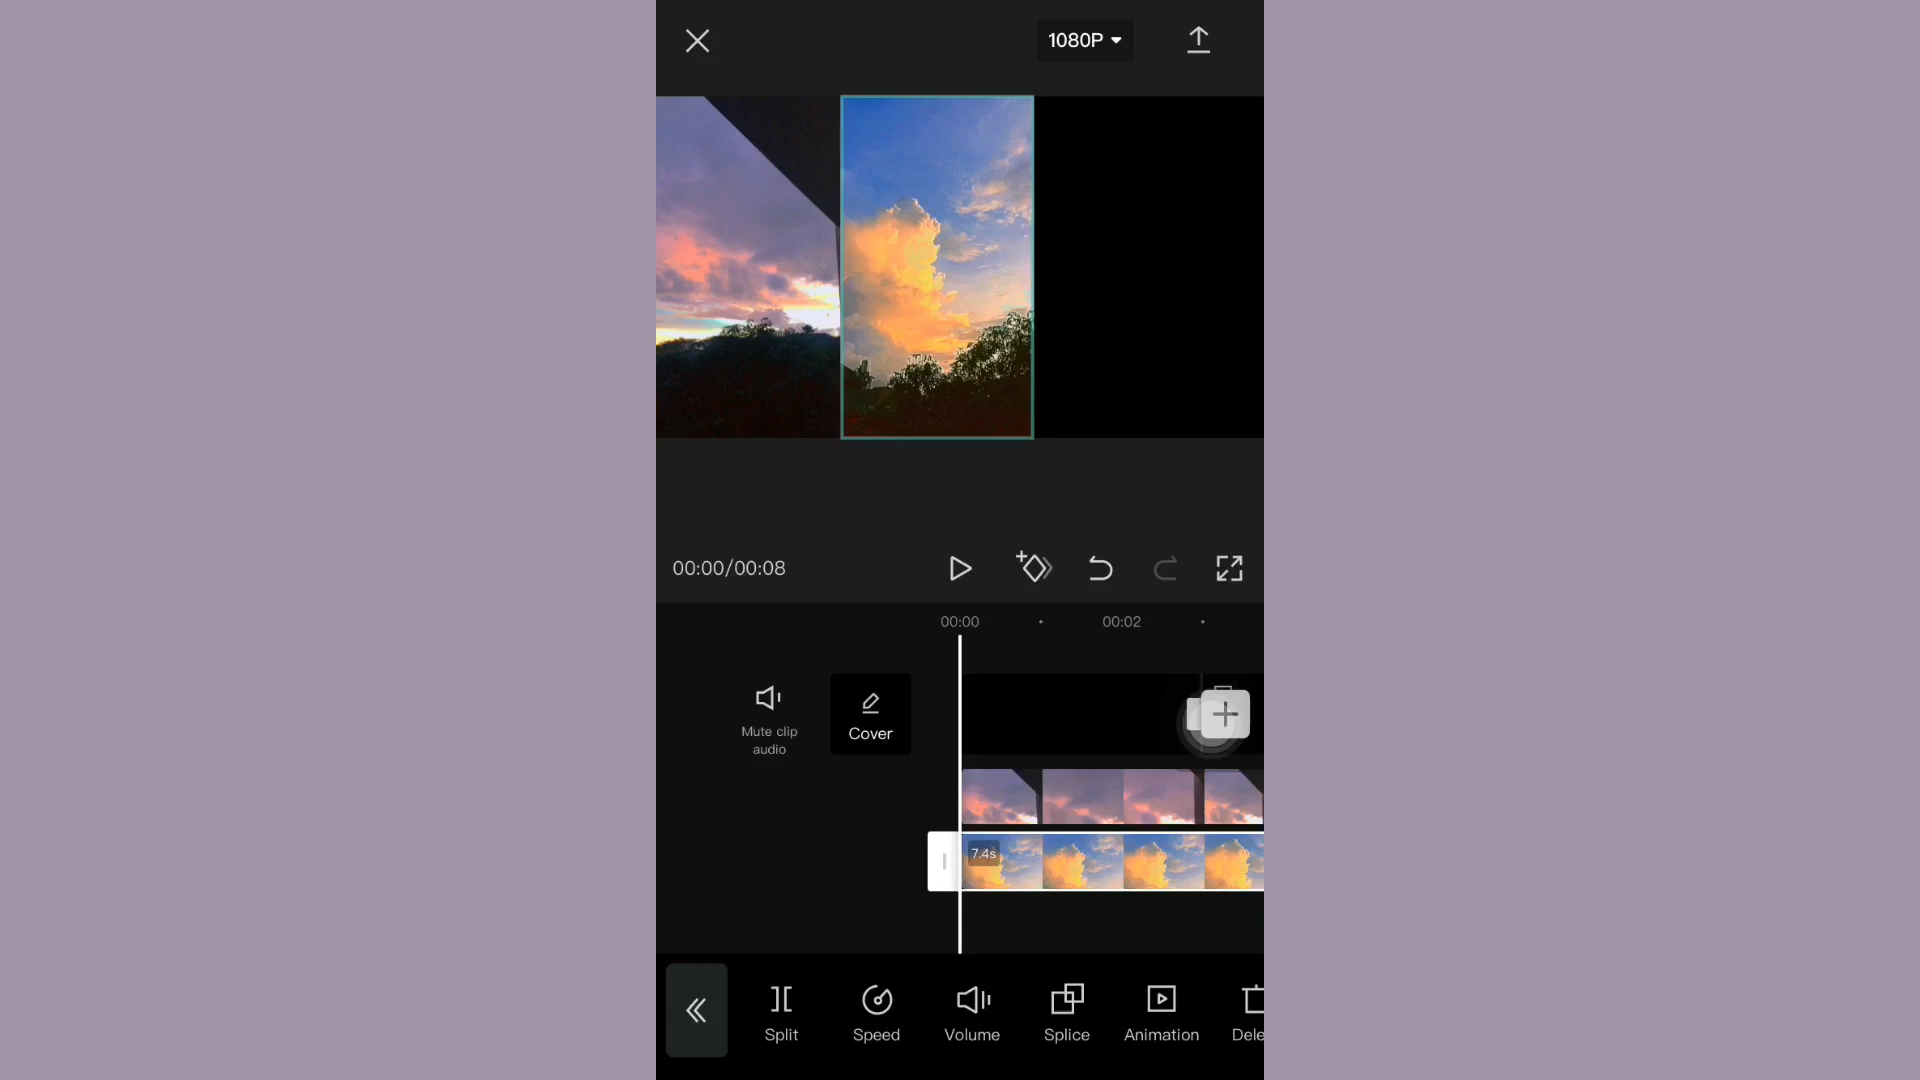 1080P
00:00/00:08
00:00
00:02
Mute clip
audio
Cover
7.4s
Split
Speed
Volume
Splice
Animation
Dele